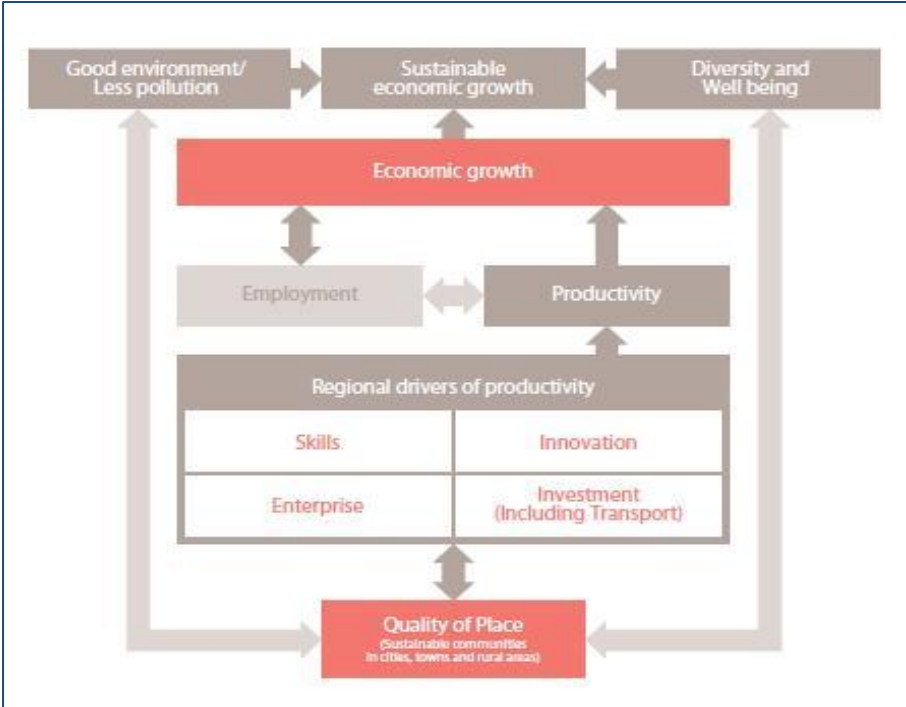 Good environment/
Less pollution
Sustainable
economic growth
Diversity and
Well being
Economic growth
Employment
Productivity
Regional drivers of productivity
Skills
Innovation
Enterprise
Investment
(Including Transport)
Quality of Place
(Sustainable communities
in cities, towns and rural areas)